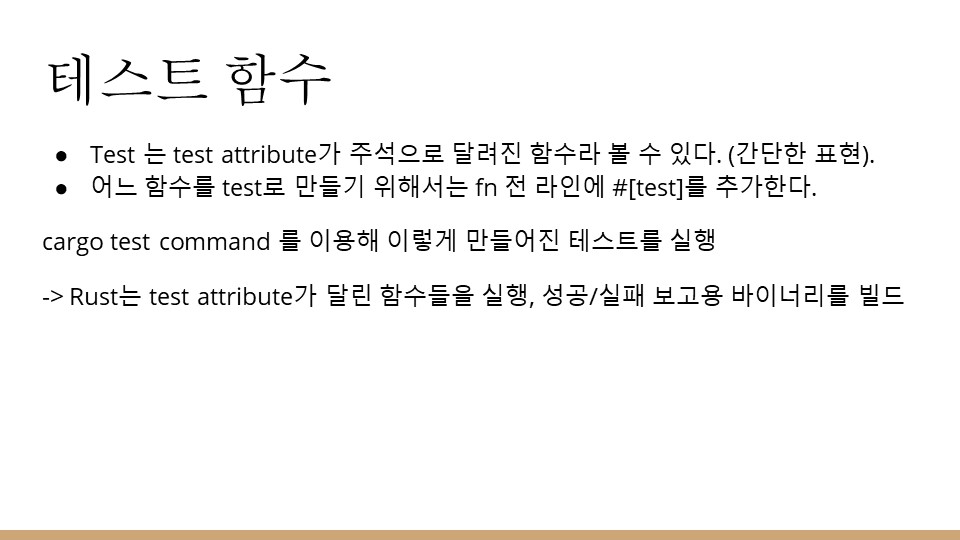 테스트 함수
● Test 는 test attribute가 주석으로 달려진 함수라 볼 수 있다. (간단한 표현).
● 어느 함수를 test로 만들기 위해서는 fn 전 라인에 #[test]를 추가한다.
cargo test command 를 이용해 이렇게 만들어진 테스트를 실행
-> Rust는 test attribute가 달린 함수들을 실행, 성공/실패 보고용 바이너리를 빌드